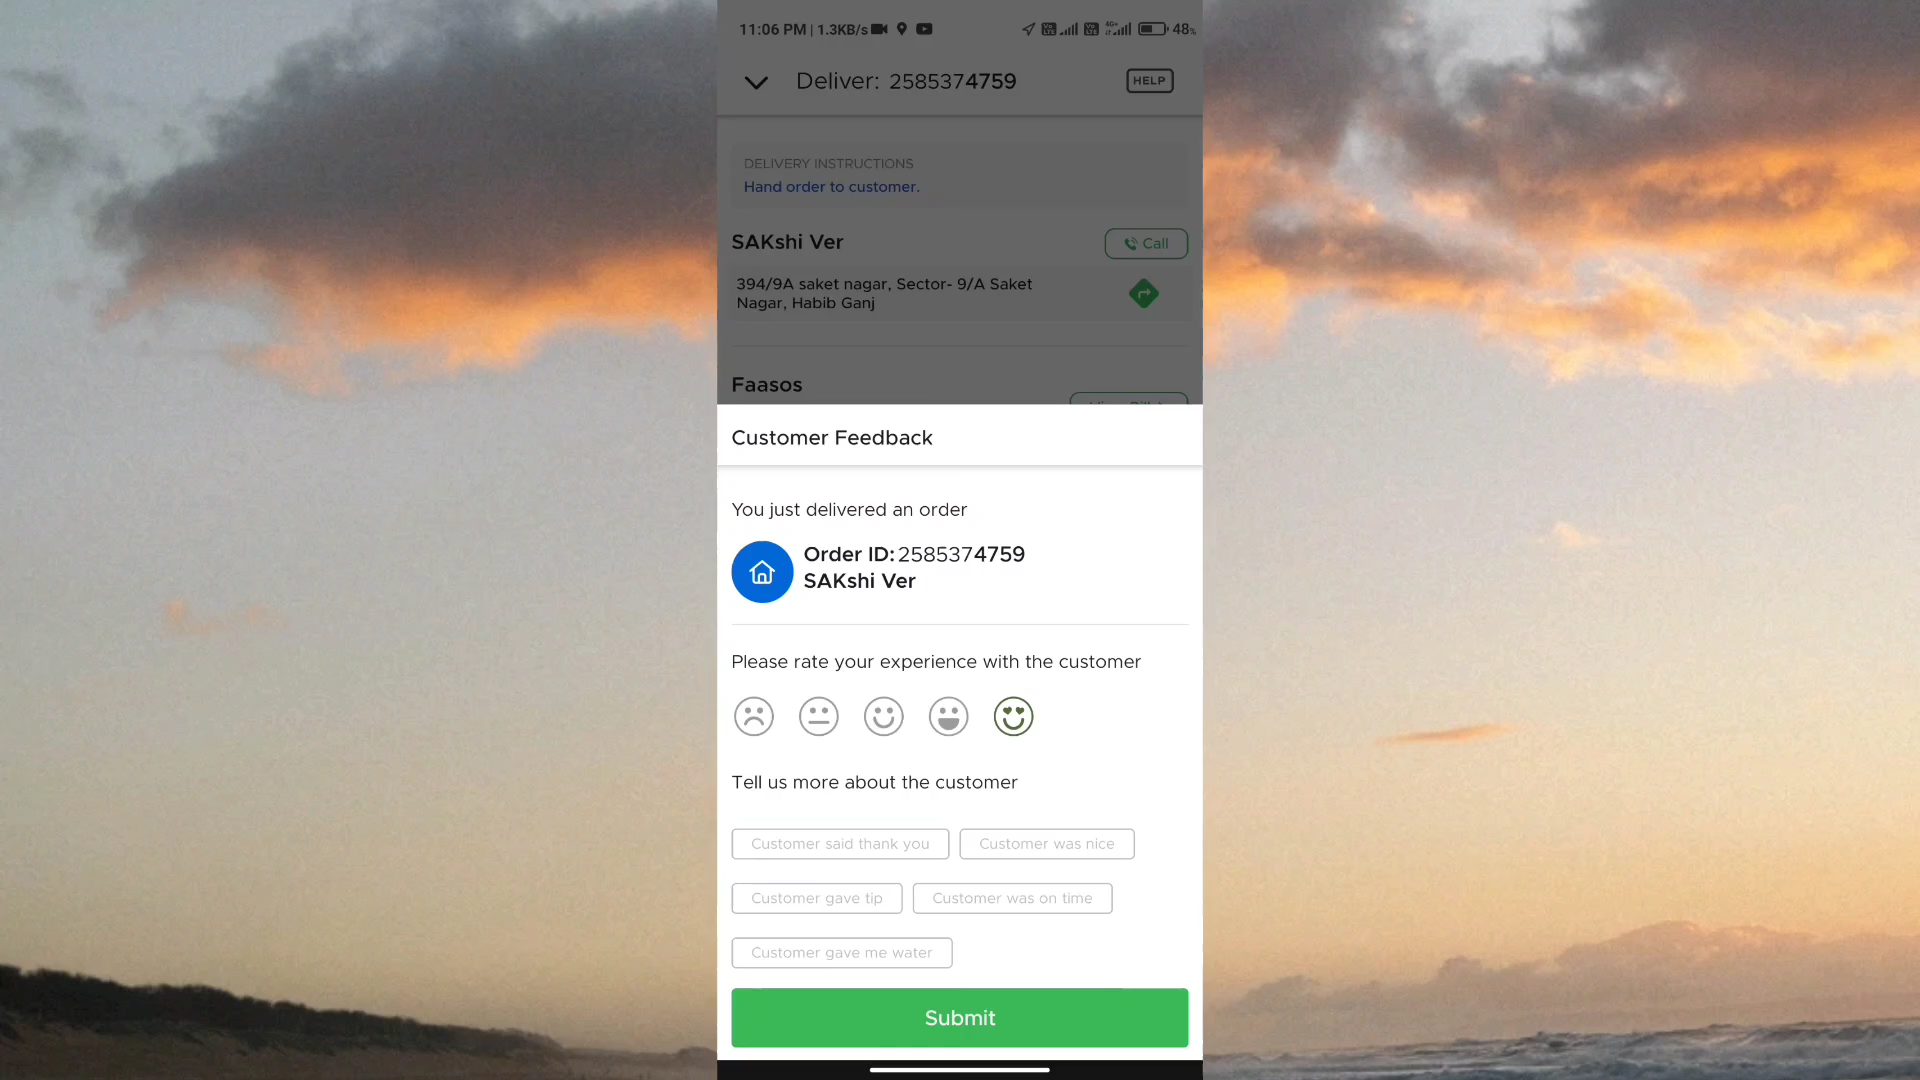 11:06 PM | 1.3KB/s
48%
Deliver: 2585374759
HELP
DELIVERY INSTRUCTIONS
Hand order to customer.
SAKshi Ver
Call
394/9A saket nagar, Sector- 9/A Saket
Nagar, Habib Ganj
Faasos
Customer Feedback
You just delivered an order
Order ID: 2585374759
SAKshi Ver
Please rate your experience with the customer
Tell us more about the customer
Customer said thank you
Customer was nice
Customer gave tip
Customer was on time
Customer gave me water
Submit